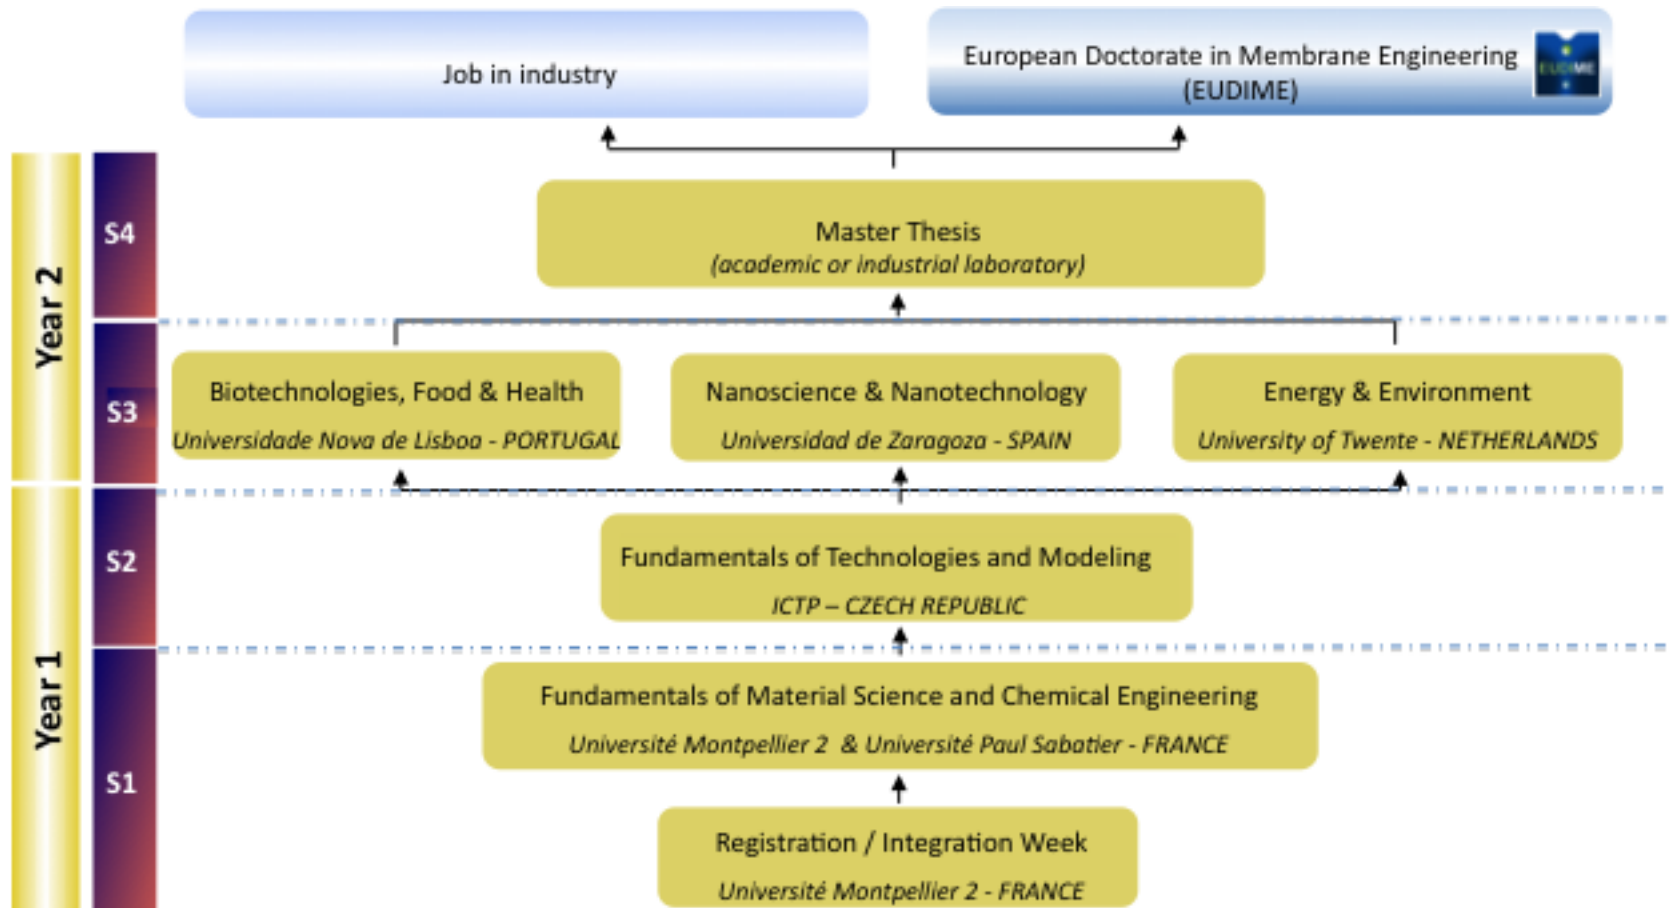 Job in industry
European Doctorate in Membrane Engineering
(EUDIME)
EUDIME
Year 2
S4
Master Thesis
(academic or industrial laboratory)
S3
Biotechnologies, Food & Health
Universidade Nova de Lisboa - PORTUGAL
Nanoscience & Nanotechnology
Universidad de Zaragoza - SPAIN
Energy & Environment
University of Twente - NETHERLANDS
Year 1
S2
Fundamentals of Technologies and Modeling
ICTP – CZECH REPUBLIC
S1
Fundamentals of Material Science and Chemical Engineering
Université Montpellier 2 & Université Paul Sabatier - FRANCE
Registration / Integration Week
Université Montpellier 2 - FRANCE